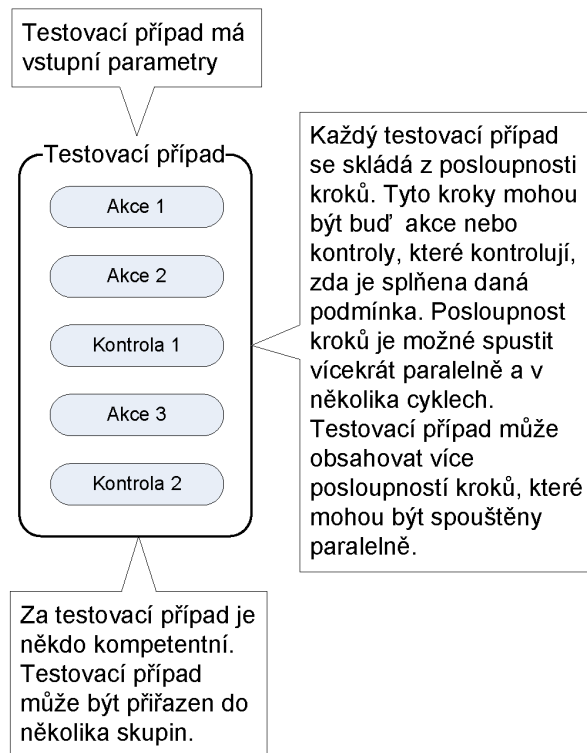 Testovací případ má
vstupní parametry
Testovací případ
Akce 1
Akce 2
Kontrola 1
Akce 3
Kontrola 2
Každý testovací případ
se skládá z posloupnosti
kroků. Tyto kroky mohou
být buď akce nebo
kontroly, které kontrolují,
zda je splňena daná
podmínka. Posloupnost
kroků je možné spustit
vícekrát paralelně a v
několika cyklech.
Testovací případ může
obsahovat více
posloupností kroků, které
mohou být spouštěny
paralelně.
Za testovací případ je
někdo kompetentní.
Testovací případ
může být přiřazen do
několika skupin.